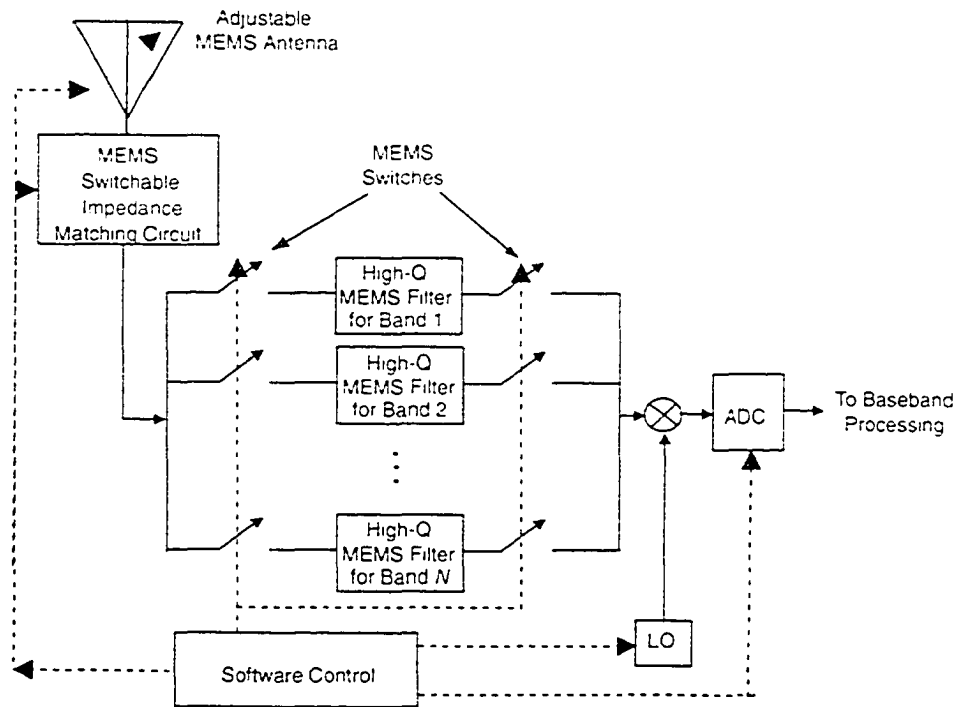 Adjustable
MEMS Antenna
MEMS
Switchable
Impedance
Matching Circuit
MEMS
Switches
High-Q
MEMS Filter
for Band 1
High-Q
MEMS Filter
for Band 2
High-Q
MEMS Filter
for Band N
ADC
To Baseband
Processing
LO
Software Control